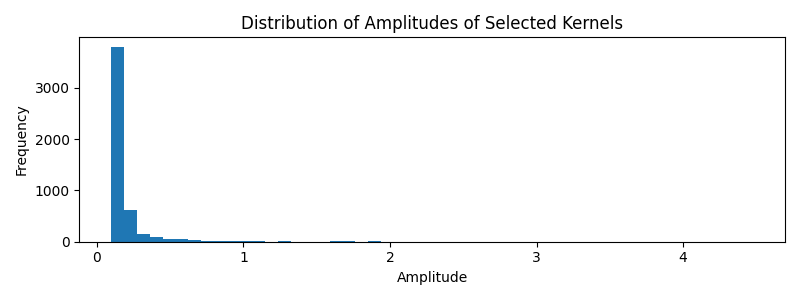 Distribution of Amplitudes of Selected Kernels
3000
2000
1000
0
Frequency
0 1 2 3 4
Amplitude